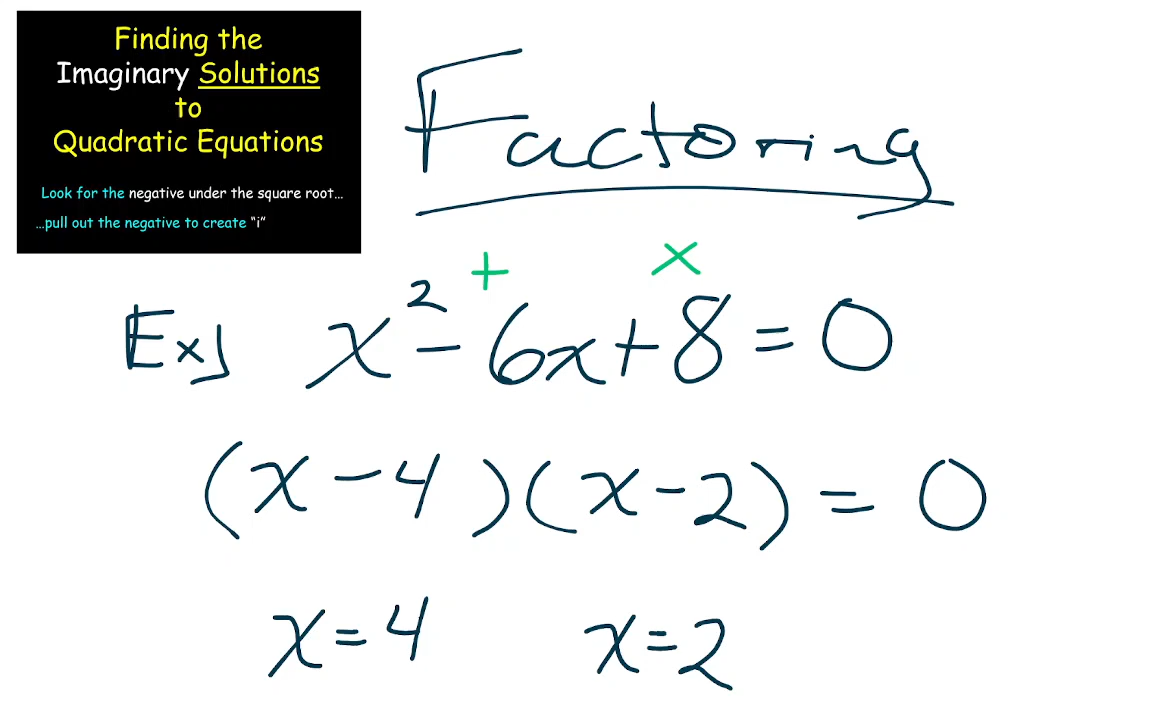 Finding the
Imaginary Solutions
to
Quadratic Equations
Look for the negative under the square root...
...pull out the negative to create "i"
Factoring
+ ×
Ex) x² - 6x + 8 = 0
(x - 4)(x - 2) = 0
x = 4 x = 2